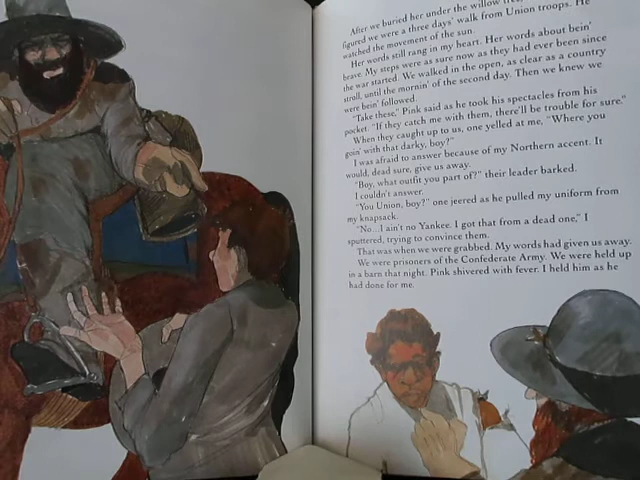 After we buried her under the willow
figured we were a three days' walk from Union troops. He
watched the movement of the sun.
Her words still rang in my heart. Her words about bein'
brave. My steps were as sure now as they had ever been since
the war started. We walked in the open, as clear as a country
stroll, until the mornin' of the second day. Then we knew we
were bein' followed.
"Take these," Pink said as he took his spectacles from his
pocket. "If they catch me with them, there'll be trouble for sure."
When they caught up to us, one yelled at me, "Where you
goin' with that darky, boy?"
I was afraid to answer because of my Northern accent. It
would, dead sure, give us away.
"Boy, what outfit you part of?" their leader barked.
I couldn't answer.
"You Union, boy?" one jeered as he pulled my uniform from
my knapsack.
"No...I ain't no Yankee. I got that from a dead one," I
sputtered, trying to convince them.
That was when we were grabbed. My words had given us away.
We were prisoners of the Confederate Army. We were held up
in a barn that night. Pink shivered with fever. I held him as he
had done for me.